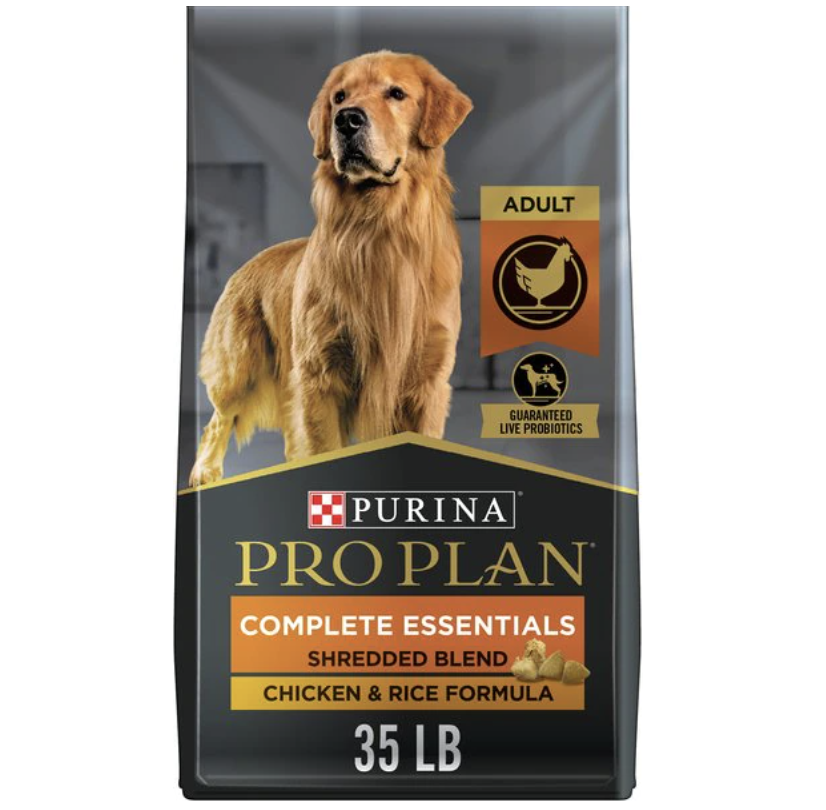 ADULT
GUARANTEED
LIVE PROBIOTICS
PURINA®
PRO PLAN®
COMPLETE ESSENTIALS
SHREDDED BLEND
CHICKEN & RICE FORMULA
35 LB